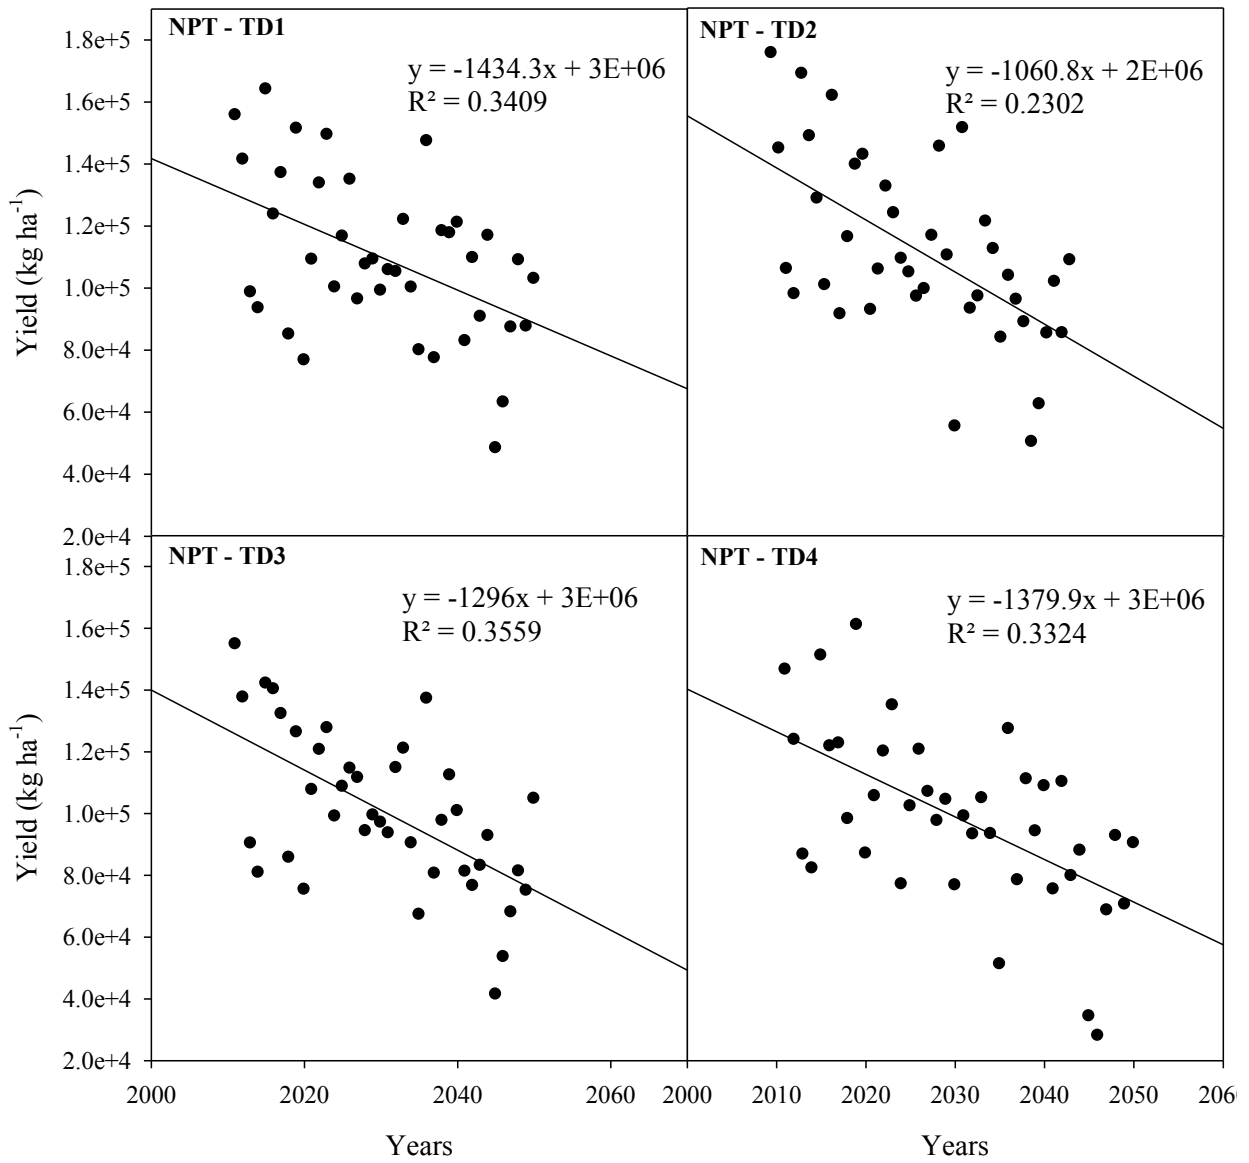 NPT - TD1
y = -1434.3x + 3E+06
R² = 0.3409
NPT - TD2
y = -1060.8x + 2E+06
R² = 0.2302
1.8e+5
1.6e+5
1.4e+5
1.2e+5
1.0e+5
8.0e+4
6.0e+4
4.0e+4
2.0e+4
Yield (kg ha⁻¹)
NPT - TD3
y = -1296x + 3E+06
R² = 0.3559
NPT - TD4
y = -1379.9x + 3E+06
R² = 0.3324
1.8e+5
1.6e+5
1.4e+5
1.2e+5
1.0e+5
8.0e+4
6.0e+4
4.0e+4
2.0e+4
Yield (kg ha⁻¹)
2000 2020 2040 2060
2000 2010 2020 2030 2040 2050 206
Years
Years